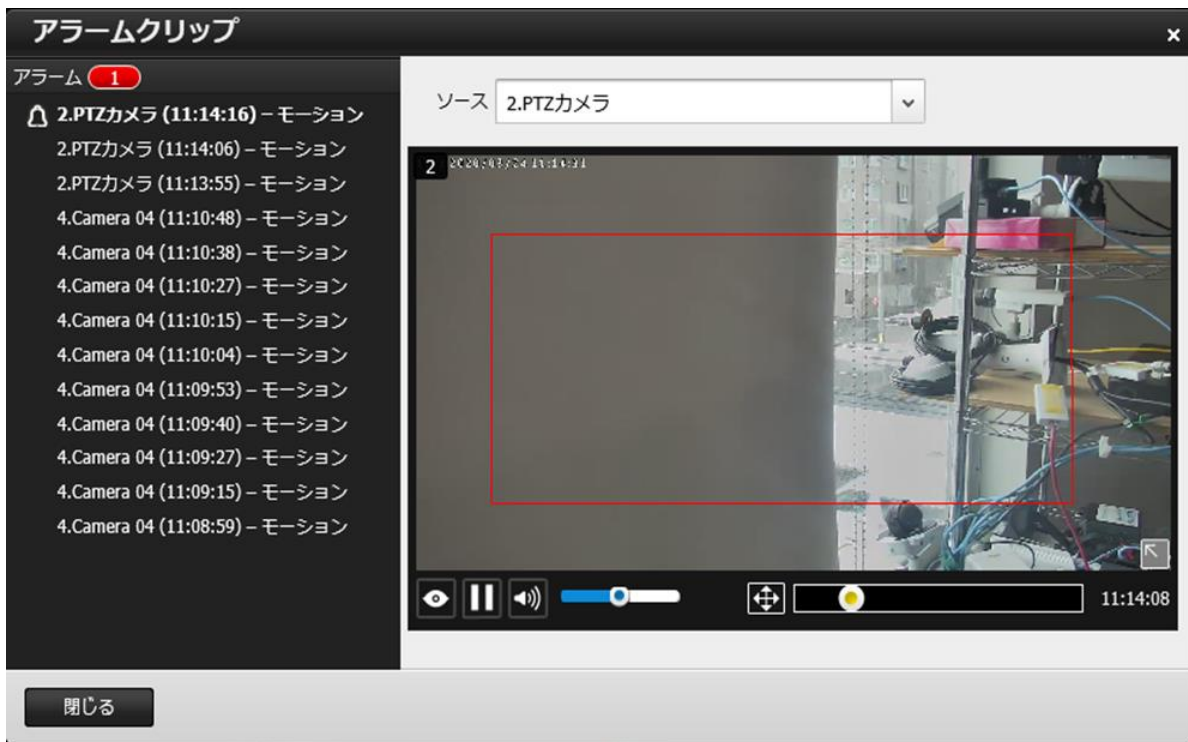 アラームクリップ
×
アラーム 1
2.PTZカメラ (11:14:16) – モーション
2.PTZカメラ (11:14:06) – モーション
2.PTZカメラ (11:13:55) – モーション
4.Camera 04 (11:10:48) – モーション
4.Camera 04 (11:10:38) – モーション
4.Camera 04 (11:10:27) – モーション
4.Camera 04 (11:10:15) – モーション
4.Camera 04 (11:10:04) – モーション
4.Camera 04 (11:09:53) – モーション
4.Camera 04 (11:09:40) – モーション
4.Camera 04 (11:09:27) – モーション
4.Camera 04 (11:09:15) – モーション
4.Camera 04 (11:08:59) – モーション
ソース 2.PTZカメラ
2
11:14:08
閉じる